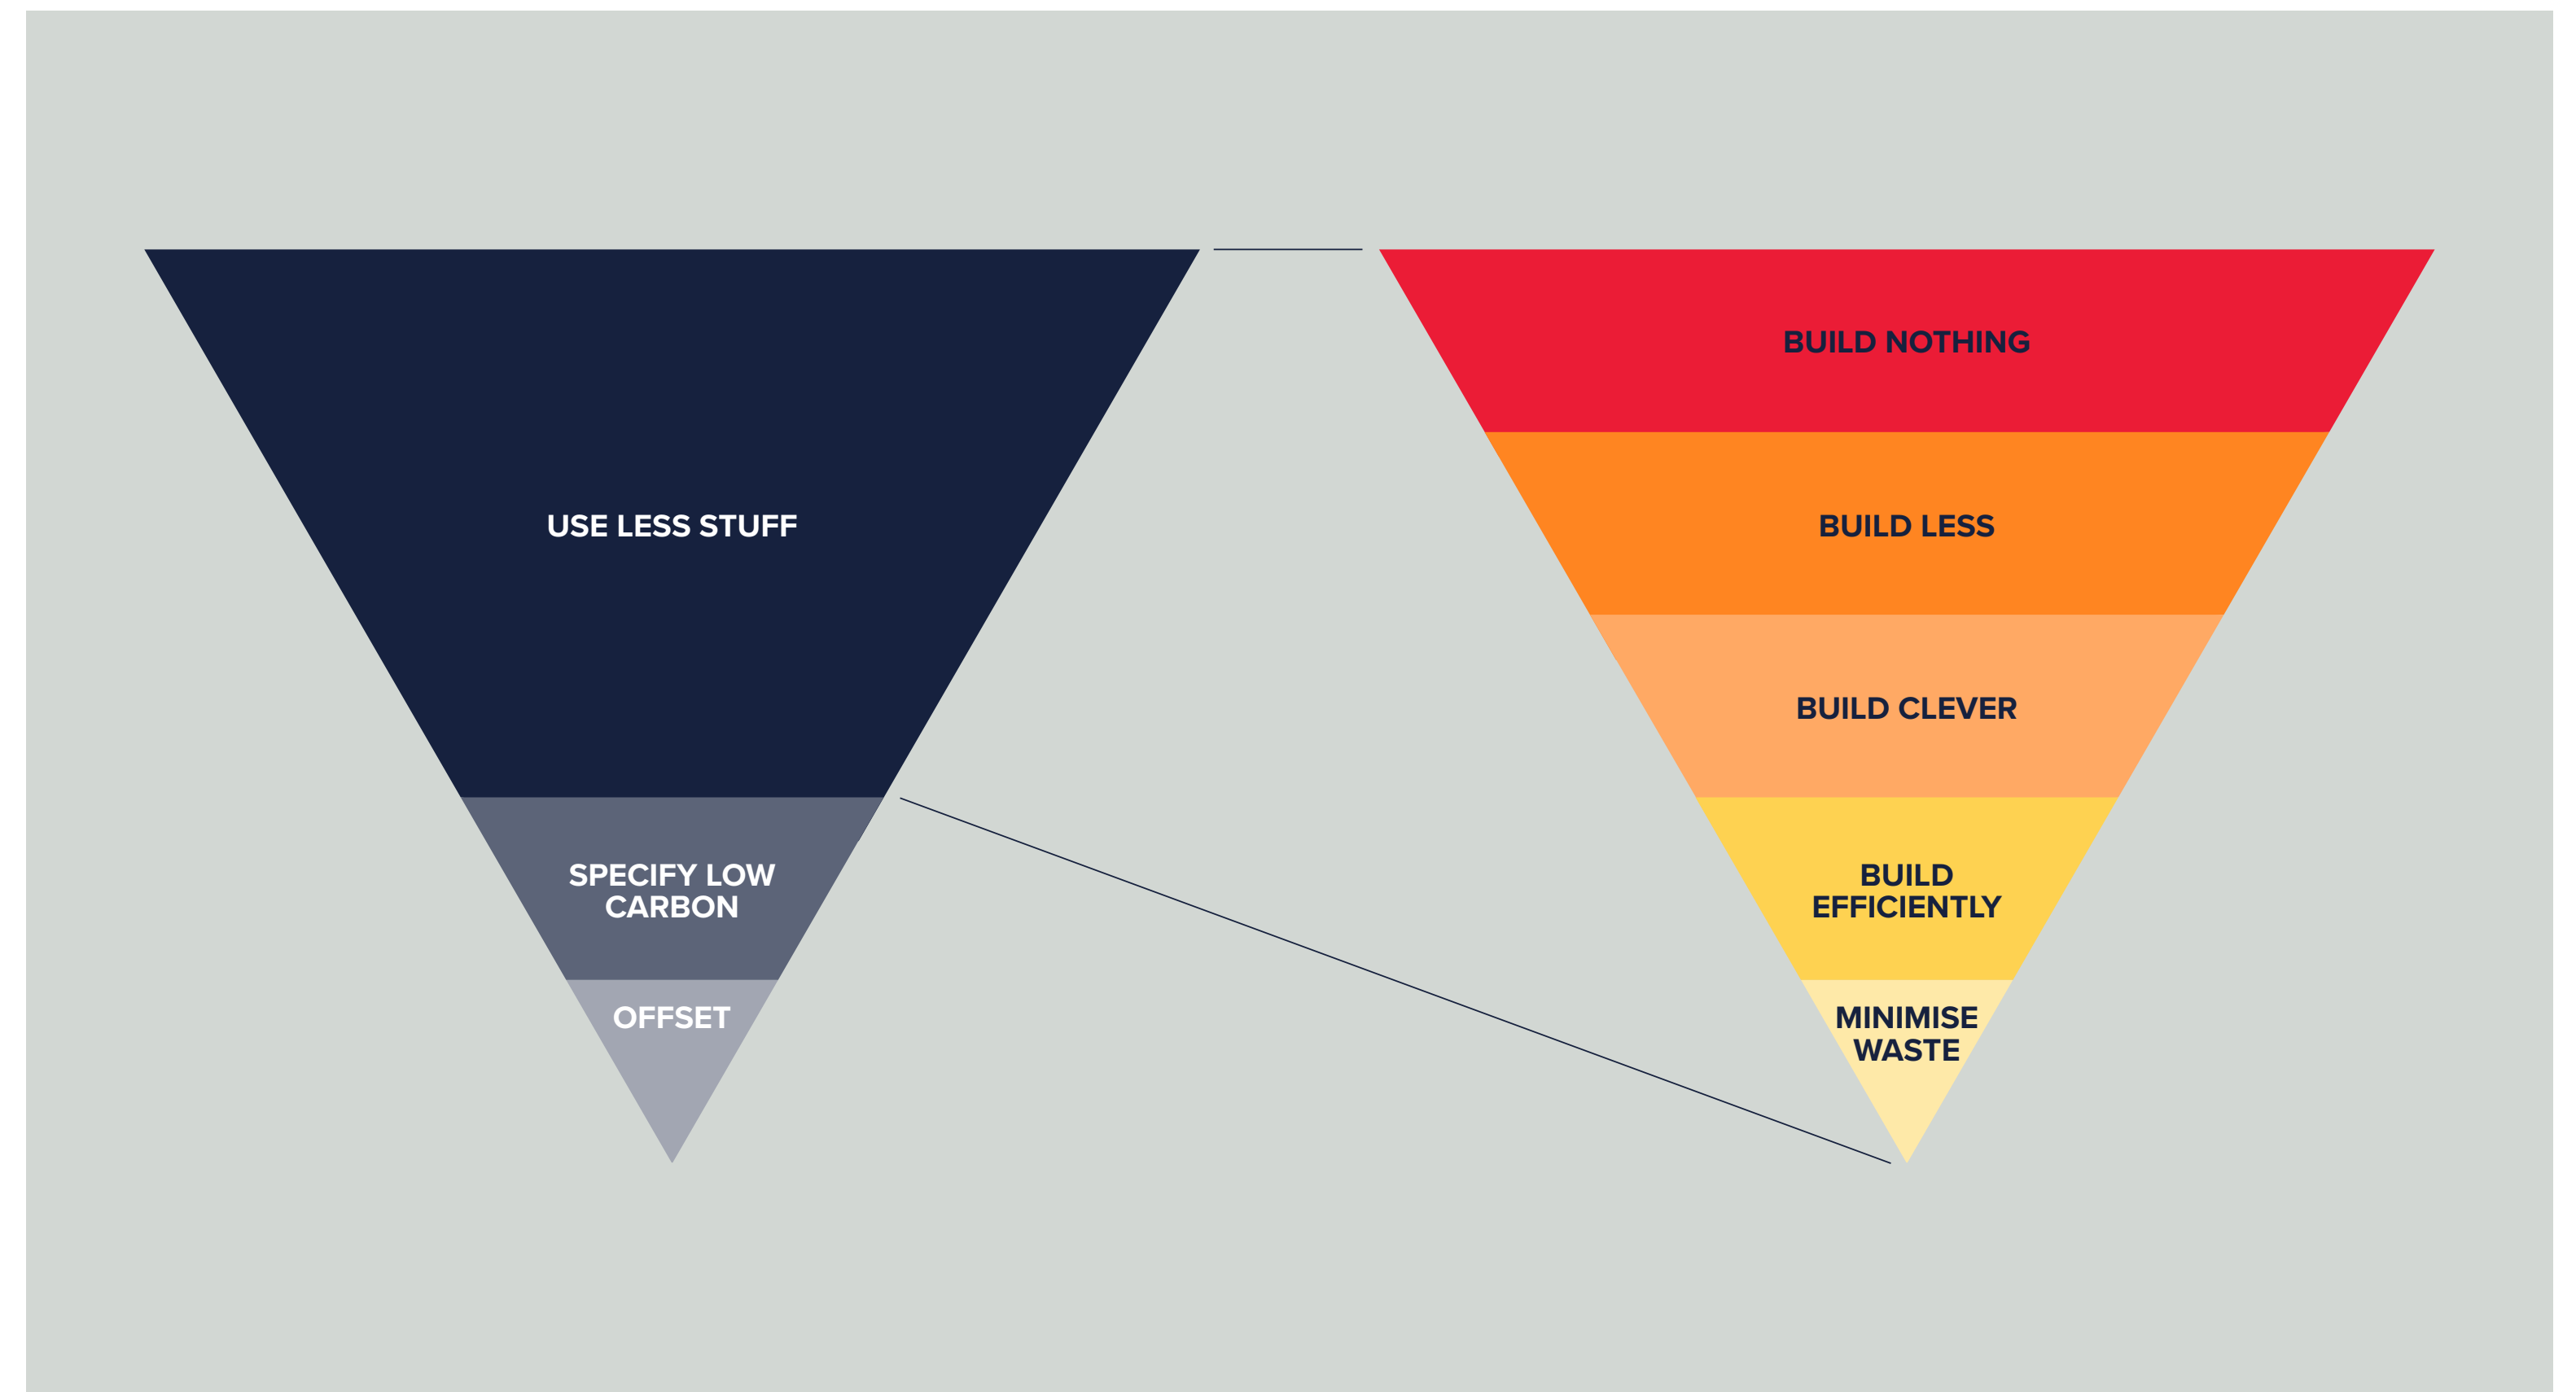 USE LESS STUFF
SPECIFY LOW
CARBON
OFFSET
BUILD NOTHING
BUILD LESS
BUILD CLEVER
BUILD
EFFICIENTLY
MINIMISE
WASTE